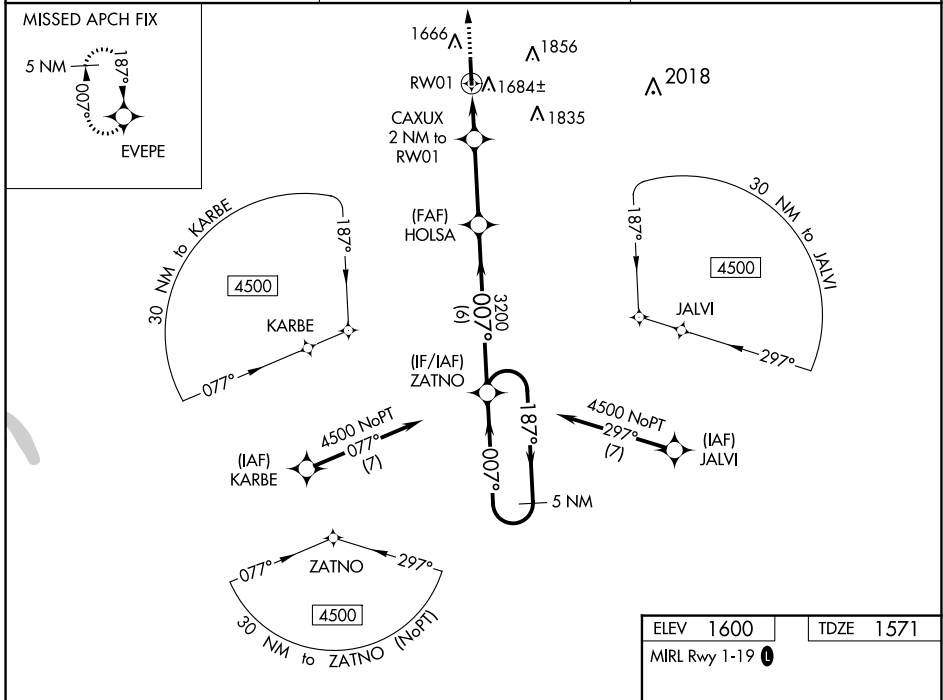 MISSED APCH FIX
5 NM
187°
007°
EVEPE
1666
1856
RW01
1684±
2018
1835
CAXUX
2 NM to
RW01
(FAF)
HOLSA
30 NM to KARBE
187°
4500
KARBE
077°
30 NM to JALVI
187°
4500
JALVI
297°
3200
007°
(6)
(IF/IAF)
ZATNO
187°
007°
5 NM
4500 NoPT
077°
(7)
(IAF)
KARBE
4500 NoPT
297°
(7)
(IAF)
JALVI
077°
ZATNO
297°
4500
30 NM to ZATNO (NoPT)
ELEV 1600
TDZE 1571
MIRL Rwy 1-19 L